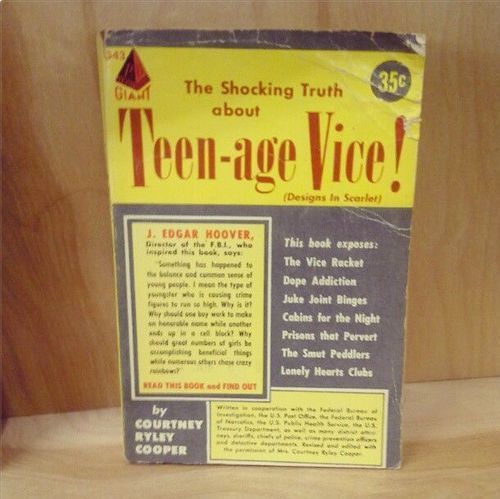 G43
GIANT
35c
The Shocking Truth
about
Teen-age Vice!
(Designs In Scarlet)
J. EDGAR HOOVER,
Director of the F.B.I., who
inspired this book, says:
"Something has happened to
the balance and common sense of
young people. I mean the type of
youngster who is causing crime
figures to run so high. Why is it?
Why should one boy work to make
an honorable name while another
ends up in a cell block? Why
should great numbers of girls be
accomplishing beneficial things
while numerous others chase crazy
rainbows?"
READ THIS BOOK and FIND OUT
This book exposes:
The Vice Racket
Dope Addiction
Juke Joint Binges
Cabins for the Night
Prisons that Pervert
The Smut Peddlers
Lonely Hearts Clubs
by
COURTNEY
RYLEY
COOPER
Written in cooperation with the Federal Bureau of
Investigation, the U.S. Post Office, the Federal Bureau
of Narcotics, the U.S. Public Health Service, the U.S.
Treasury Department, as well as many district attor-
neys, sheriffs, chiefs of police, crime prevention officers
and detective departments. Revised and edited with
the permission of Mrs. Courtney Ryley Cooper.